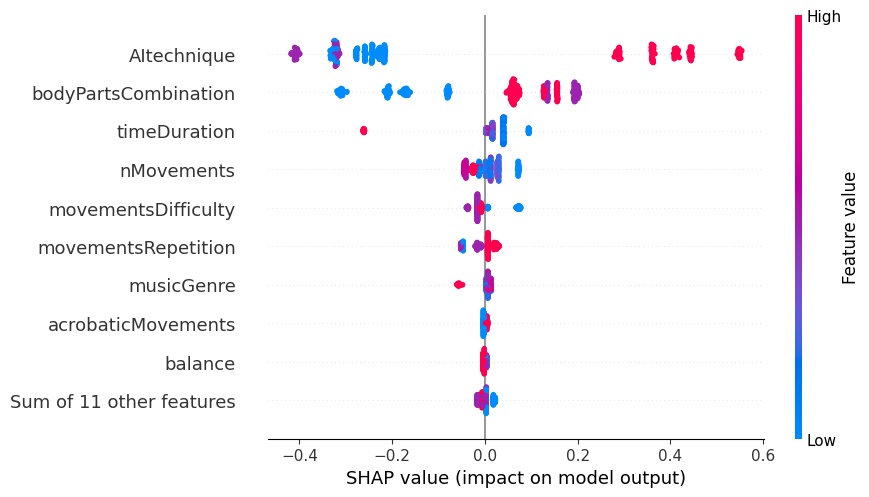 High
AItechnique
bodyPartsCombination
timeDuration
nMovements
movementsDifficulty
movementsRepetition
musicGenre
acrobaticMovements
balance
Sum of 11 other features
Feature value
Low
−0.4 −0.2 0.0 0.2 0.4 0.6
SHAP value (impact on model output)